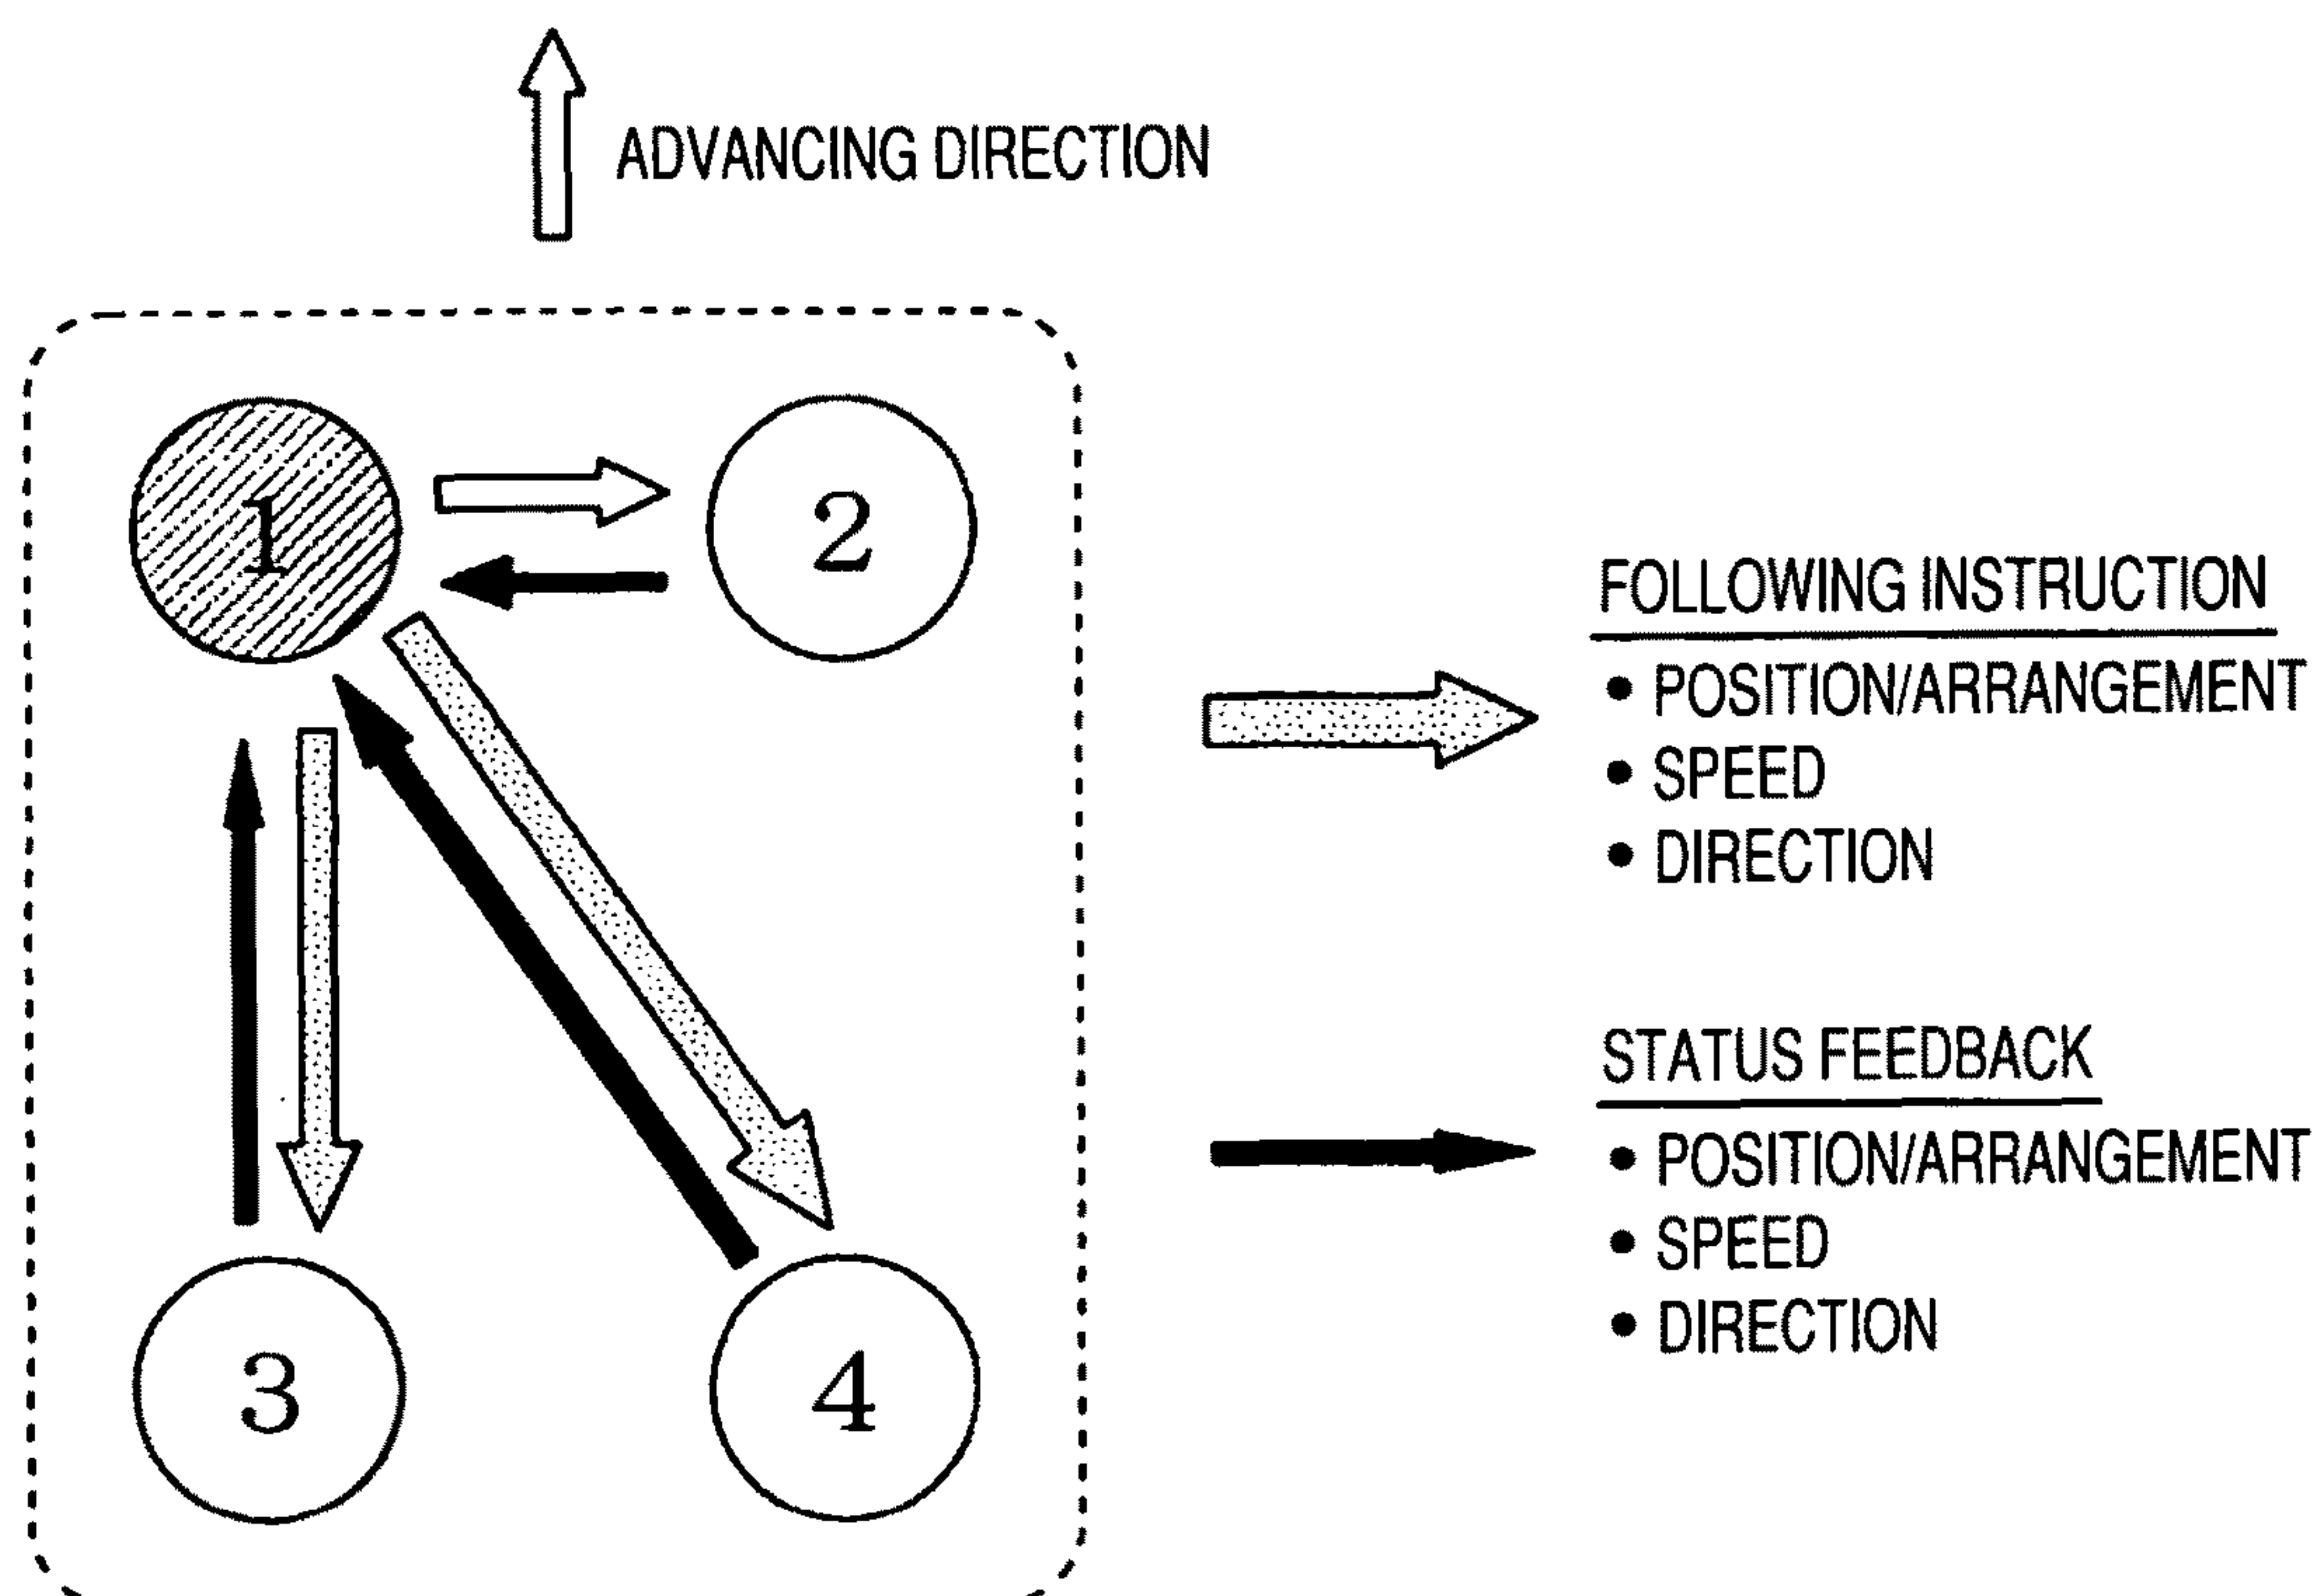 ADVANCING DIRECTION
1
2
3
4
FOLLOWING INSTRUCTION
• POSITION/ARRANGEMENT
• SPEED
• DIRECTION
STATUS FEEDBACK
• POSITION/ARRANGEMENT
• SPEED
• DIRECTION